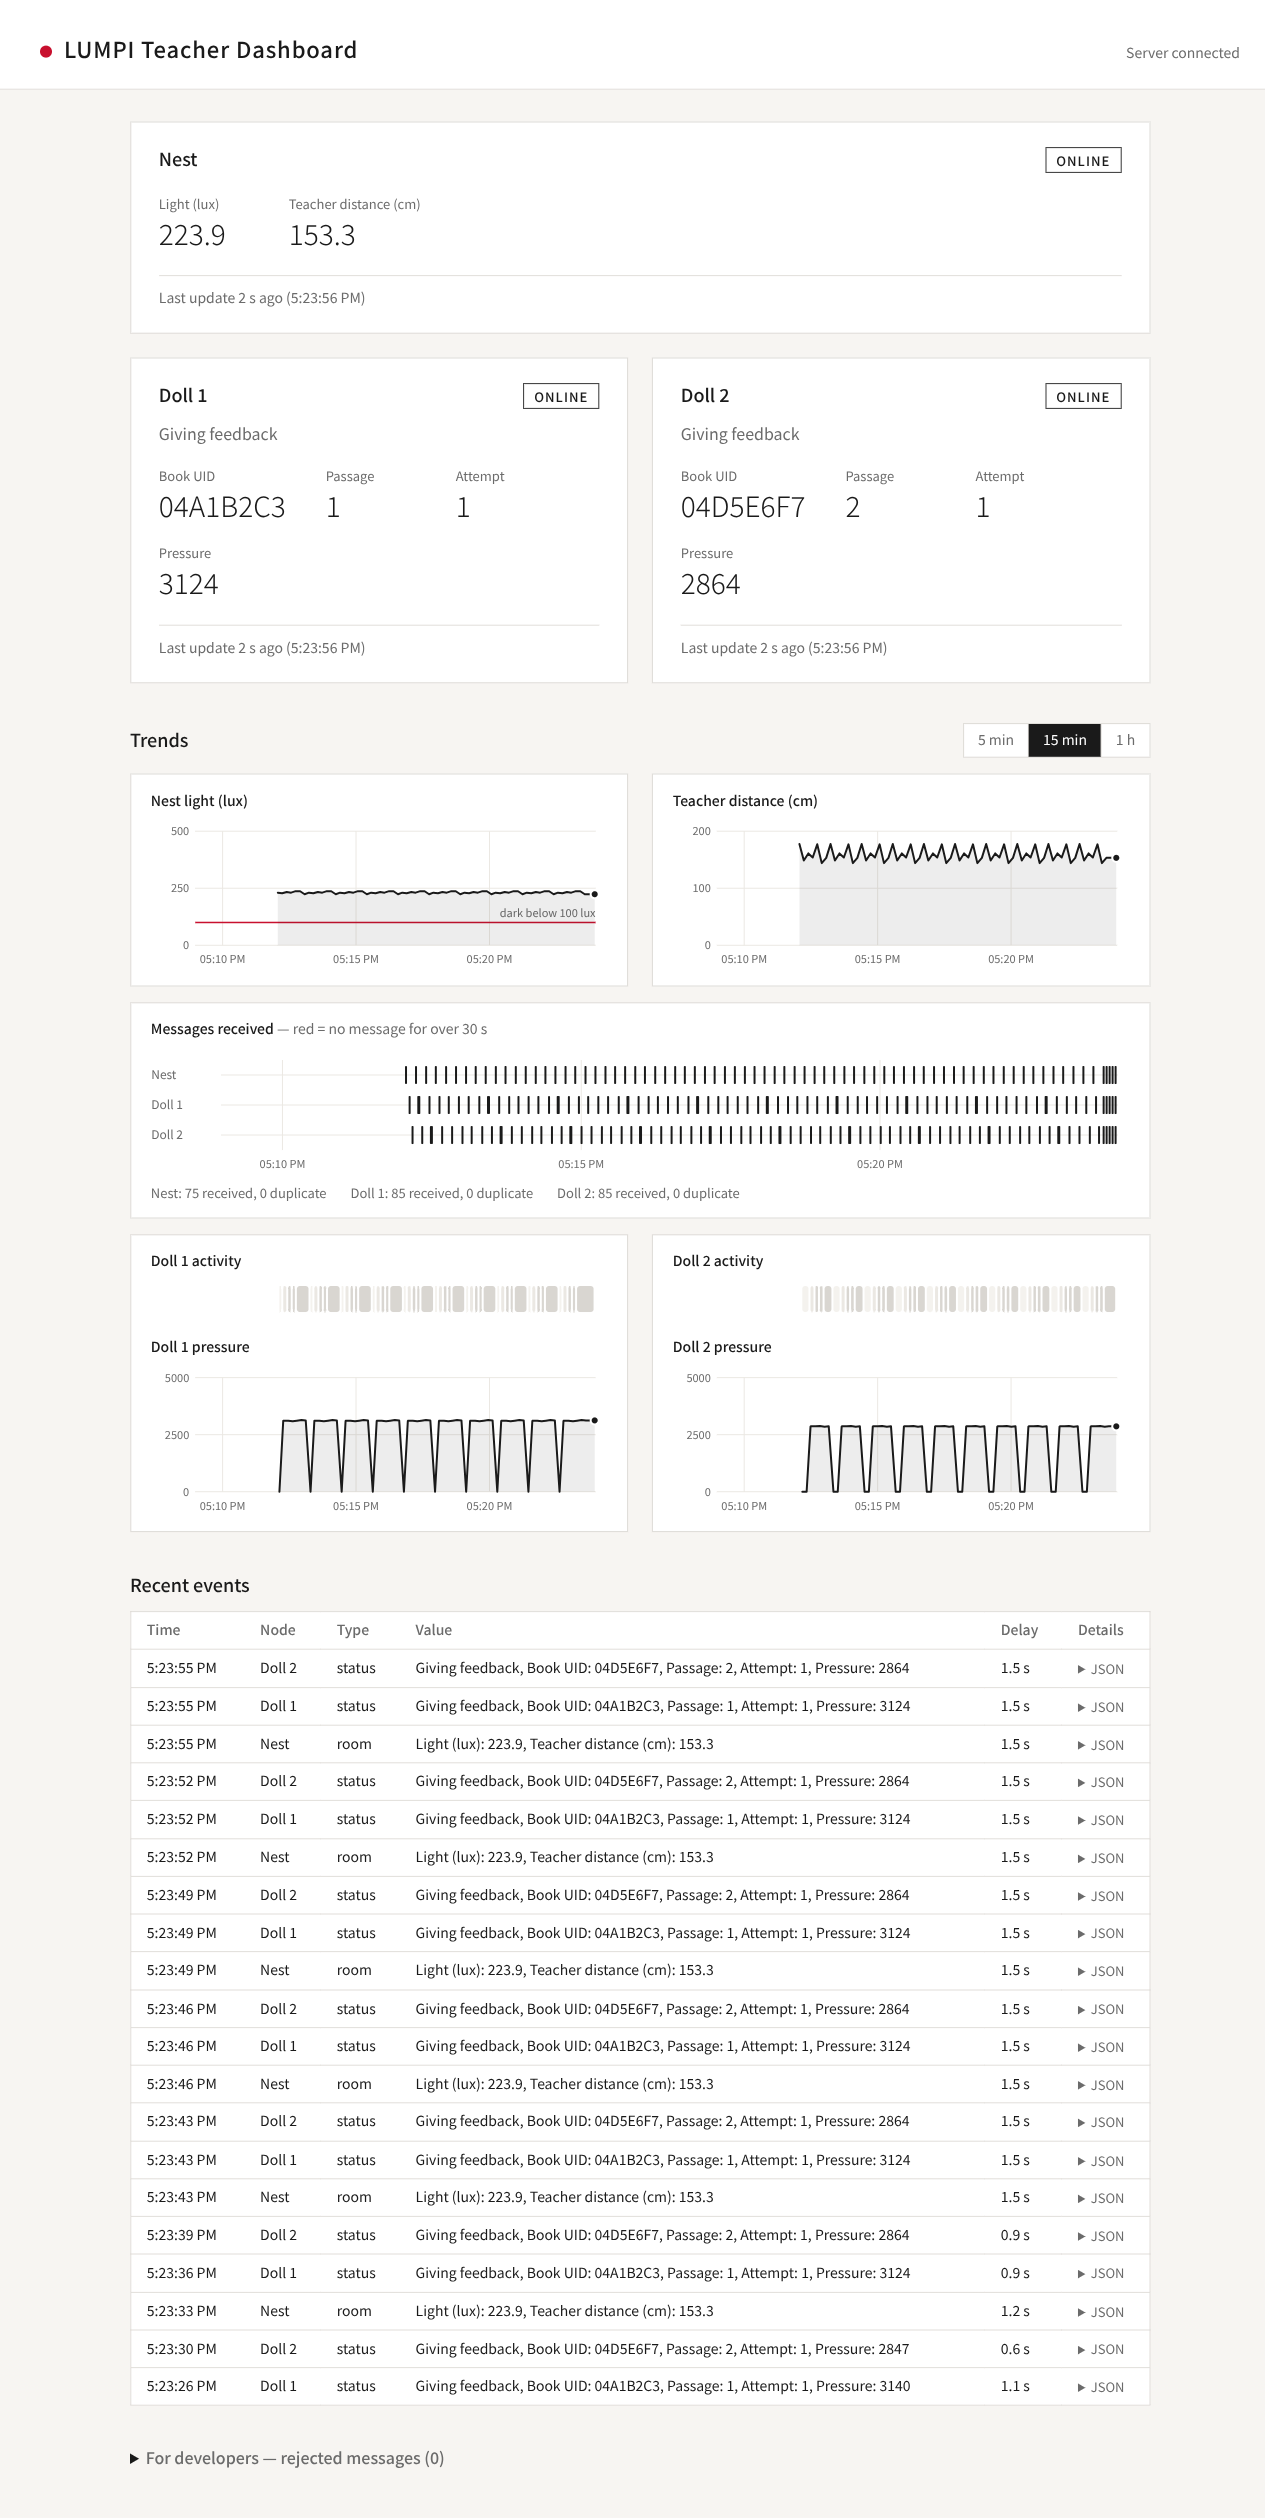 LUMPI Teacher Dashboard
Server connected
Nest
ONLINE
Light (lux) Teacher distance (cm)
223.9 153.3
Last update 2 s ago (5:23:56 PM)
Doll 1
ONLINE
Giving feedback
Book UID Passage Attempt
04A1B2C3 1 1
Pressure
3124
Last update 2 s ago (5:23:56 PM)
Doll 2
ONLINE
Giving feedback
Book UID Passage Attempt
04D5E6F7 2 1
Pressure
2864
Last update 2 s ago (5:23:56 PM)
Trends
5 min 15 min 1 h
Nest light (lux)
500
250
dark below 100 lux
0
05:10 PM 05:15 PM 05:20 PM
Teacher distance (cm)
200
100
0
05:10 PM 05:15 PM 05:20 PM
Messages received — red = no message for over 30 s
Nest
Doll 1
Doll 2
05:10 PM 05:15 PM 05:20 PM
Nest: 75 received, 0 duplicate Doll 1: 85 received, 0 duplicate Doll 2: 85 received, 0 duplicate
Doll 1 activity
Doll 1 pressure
5000
2500
0
05:10 PM 05:15 PM 05:20 PM
Doll 2 activity
Doll 2 pressure
5000
2500
0
05:10 PM 05:15 PM 05:20 PM
Recent events
Time Node Type Value Delay Details
5:23:55 PM Doll 2 status Giving feedback, Book UID: 04D5E6F7, Passage: 2, Attempt: 1, Pressure: 2864 1.5 s ▶ JSON
5:23:55 PM Doll 1 status Giving feedback, Book UID: 04A1B2C3, Passage: 1, Attempt: 1, Pressure: 3124 1.5 s ▶ JSON
5:23:55 PM Nest room Light (lux): 223.9, Teacher distance (cm): 153.3 1.5 s ▶ JSON
5:23:52 PM Doll 2 status Giving feedback, Book UID: 04D5E6F7, Passage: 2, Attempt: 1, Pressure: 2864 1.5 s ▶ JSON
5:23:52 PM Doll 1 status Giving feedback, Book UID: 04A1B2C3, Passage: 1, Attempt: 1, Pressure: 3124 1.5 s ▶ JSON
5:23:52 PM Nest room Light (lux): 223.9, Teacher distance (cm): 153.3 1.5 s ▶ JSON
5:23:49 PM Doll 2 status Giving feedback, Book UID: 04D5E6F7, Passage: 2, Attempt: 1, Pressure: 2864 1.5 s ▶ JSON
5:23:49 PM Doll 1 status Giving feedback, Book UID: 04A1B2C3, Passage: 1, Attempt: 1, Pressure: 3124 1.5 s ▶ JSON
5:23:49 PM Nest room Light (lux): 223.9, Teacher distance (cm): 153.3 1.5 s ▶ JSON
5:23:46 PM Doll 2 status Giving feedback, Book UID: 04D5E6F7, Passage: 2, Attempt: 1, Pressure: 2864 1.5 s ▶ JSON
5:23:46 PM Doll 1 status Giving feedback, Book UID: 04A1B2C3, Passage: 1, Attempt: 1, Pressure: 3124 1.5 s ▶ JSON
5:23:46 PM Nest room Light (lux): 223.9, Teacher distance (cm): 153.3 1.5 s ▶ JSON
5:23:43 PM Doll 2 status Giving feedback, Book UID: 04D5E6F7, Passage: 2, Attempt: 1, Pressure: 2864 1.5 s ▶ JSON
5:23:43 PM Doll 1 status Giving feedback, Book UID: 04A1B2C3, Passage: 1, Attempt: 1, Pressure: 3124 1.5 s ▶ JSON
5:23:43 PM Nest room Light (lux): 223.9, Teacher distance (cm): 153.3 1.5 s ▶ JSON
5:23:39 PM Doll 2 status Giving feedback, Book UID: 04D5E6F7, Passage: 2, Attempt: 1, Pressure: 2864 0.9 s ▶ JSON
5:23:36 PM Doll 1 status Giving feedback, Book UID: 04A1B2C3, Passage: 1, Attempt: 1, Pressure: 3124 0.9 s ▶ JSON
5:23:33 PM Nest room Light (lux): 223.9, Teacher distance (cm): 153.3 1.2 s ▶ JSON
5:23:30 PM Doll 2 status Giving feedback, Book UID: 04D5E6F7, Passage: 2, Attempt: 1, Pressure: 2847 0.6 s ▶ JSON
5:23:26 PM Doll 1 status Giving feedback, Book UID: 04A1B2C3, Passage: 1, Attempt: 1, Pressure: 3140 1.1 s ▶ JSON
▶ For developers — rejected messages (0)